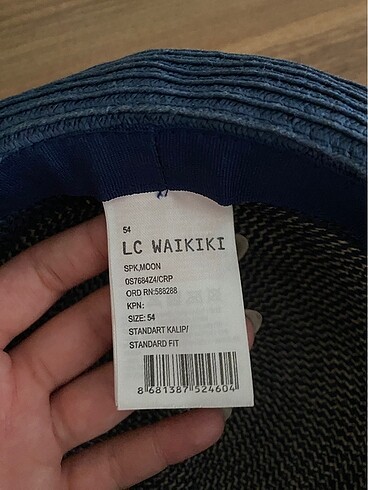 54
LC WAIKIKI
SPK,MOON
0S7684Z4/CRP
ORD RN:588288
KPN:
SIZE: 54
STANDART KALIP/
STANDARD FIT
8 681387 524604